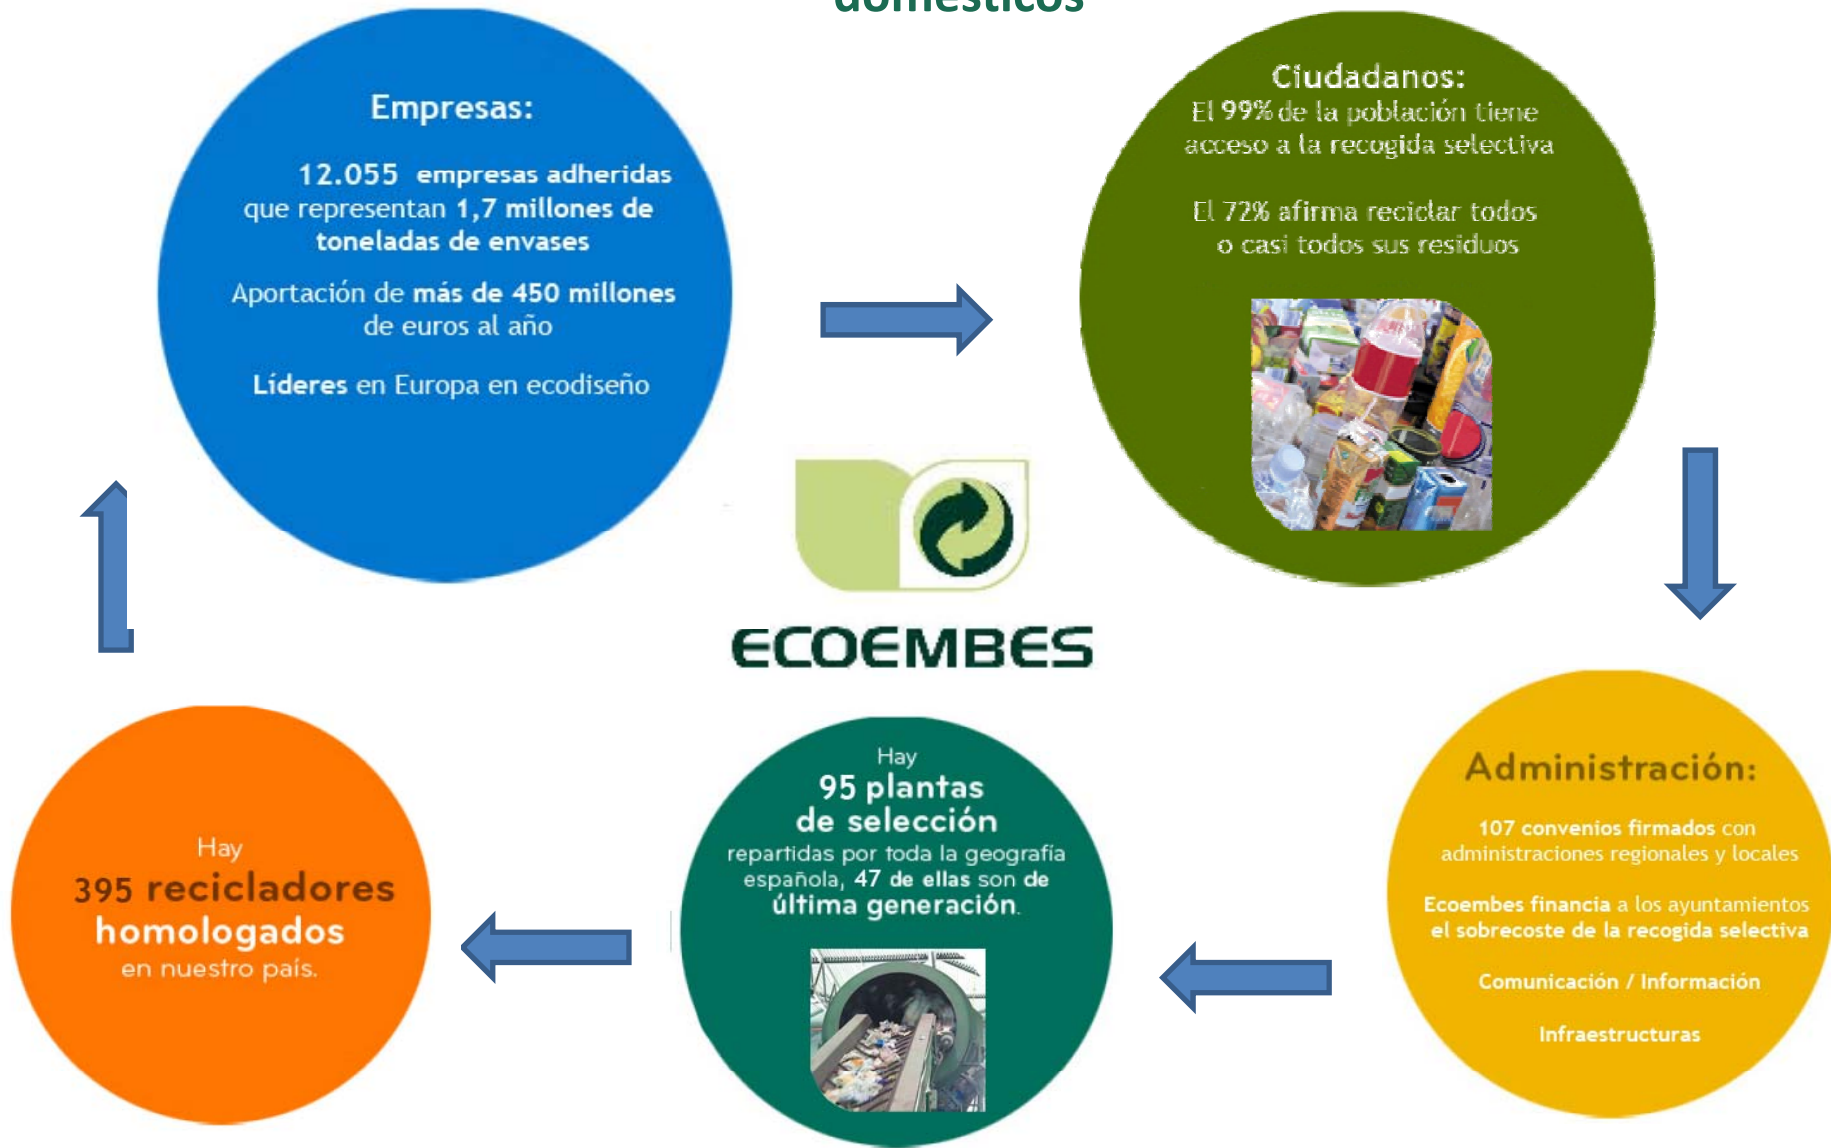 domésticos
Empresas:
12.055 empresas adheridas
que representan 1,7 millones de
toneladas de envases
Aportación de más de 450 millones
de euros al año
Líderes en Europa en ecodiseño
Ciudadanos:
El 99% de la población tiene
acceso a la recogida selectiva
El 72% afirma reciclar todos
o casi todos sus residuos
ECOEMBES
Administración:
107 convenios firmados con
administraciones regionales y locales
Ecoembes financia a los ayuntamientos
el sobrecoste de la recogida selectiva
Comunicación / Información
Infraestructuras
Hay
95 plantas
de selección
repartidas por toda la geografía
española, 47 de ellas son de
última generación.
Hay
395 recicladores
homologados
en nuestro país.